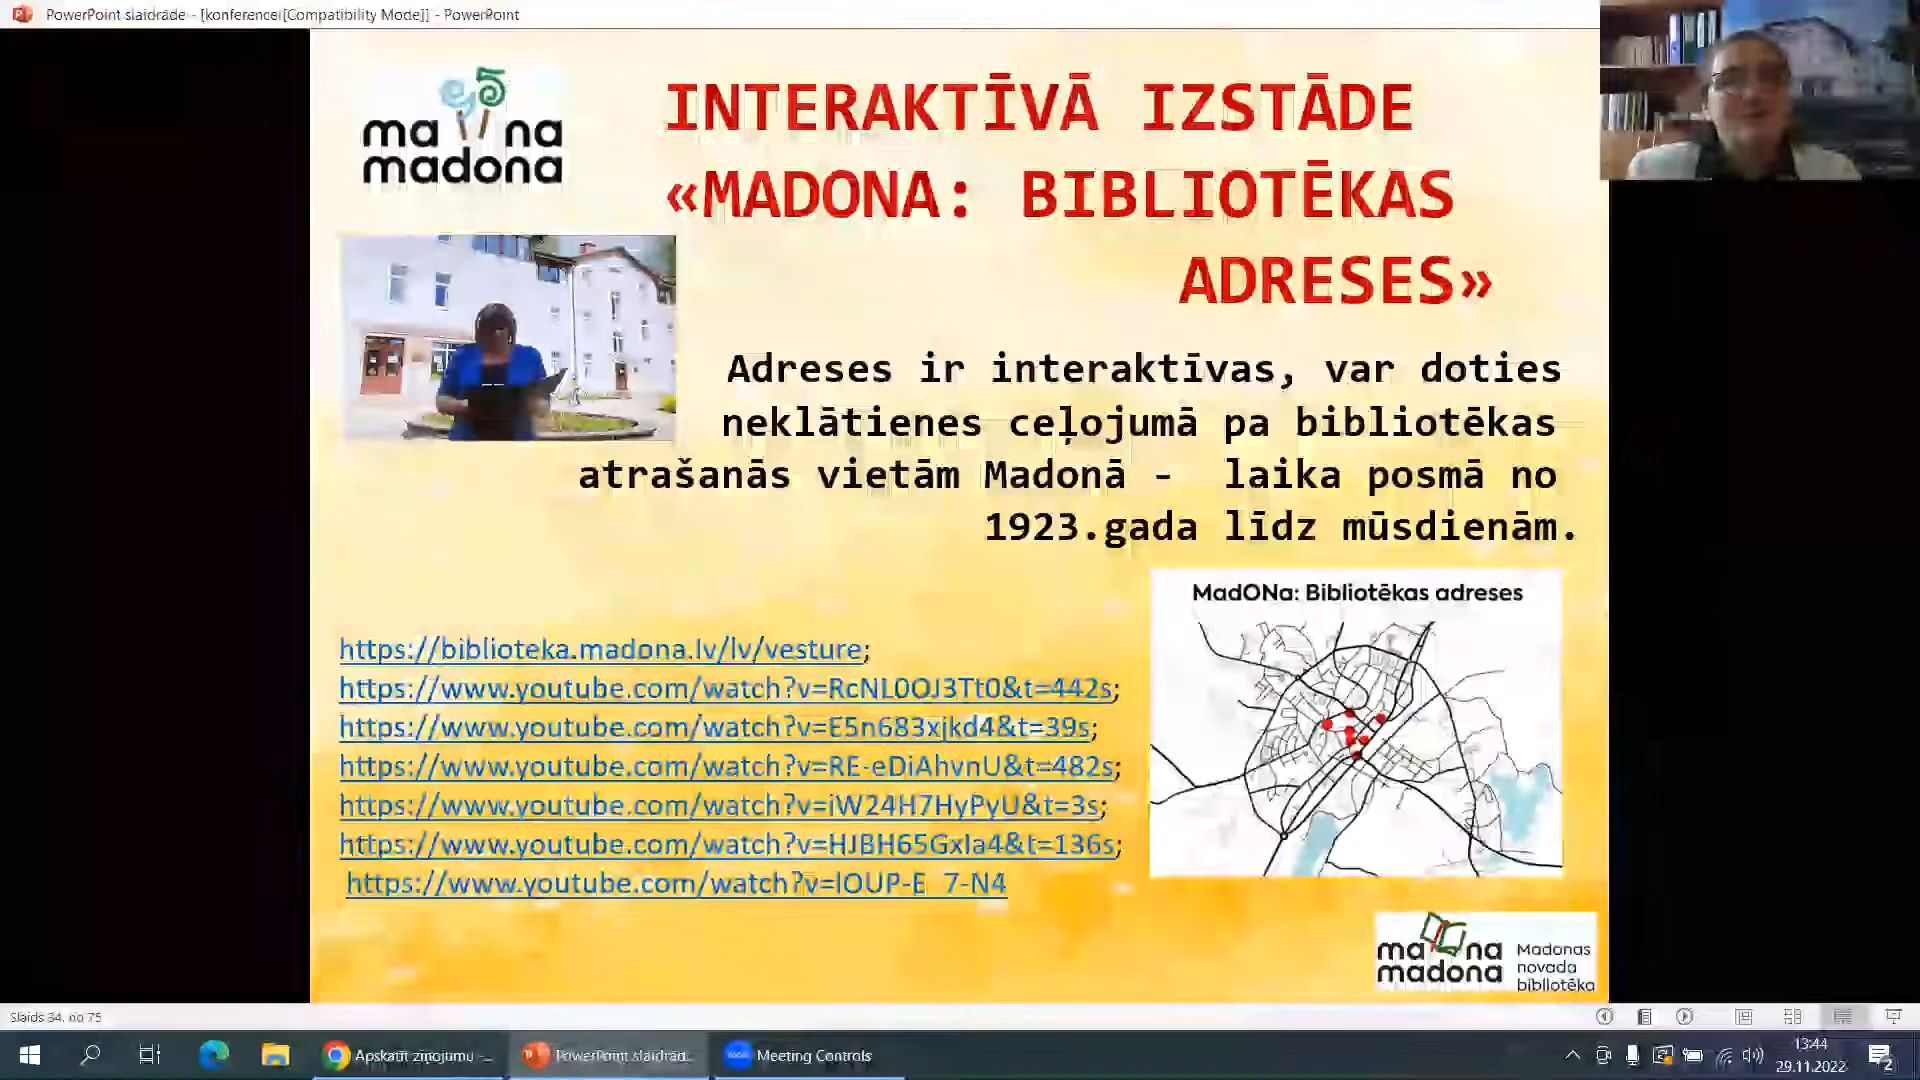 PowerPoint slaidrāde - [konferencei[Compatibility Mode]] - PowerPoint
ma na
madona
INTERAKTĪVĀ IZSTĀDE
«MADONA: BIBLIOTĒKAS
ADRESES»
Adreses ir interaktīvas, var doties
neklātienes ceļojumā pa bibliotēkas
atrašanās vietām Madonā - laika posmā no
1923.gada līdz mūsdienām.
MadONa: Bibliotēkas adreses
https://biblioteka.madona.lv/lv/vesture;
https://www.youtube.com/watch?v=RcNL0OJ3Tt0&t=442s;
https://www.youtube.com/watch?v=E5n683xjkd4&t=39s;
https://www.youtube.com/watch?v=RE-eDiAhvnU&t=482s;
https://www.youtube.com/watch?v=iW24H7HyPyU&t=3s;
https://www.youtube.com/watch?v=HJBH65GxIa4&t=136s;
https://www.youtube.com/watch?v=lOUP-E_7-N4
ma na
madona
Madonas
novada
bibliotēka
Slaids 34. no 75
Apskatīt ziņojumu - ...
PowerPoint slaidrād...
Meeting Controls
13:44
29.11.2022
2